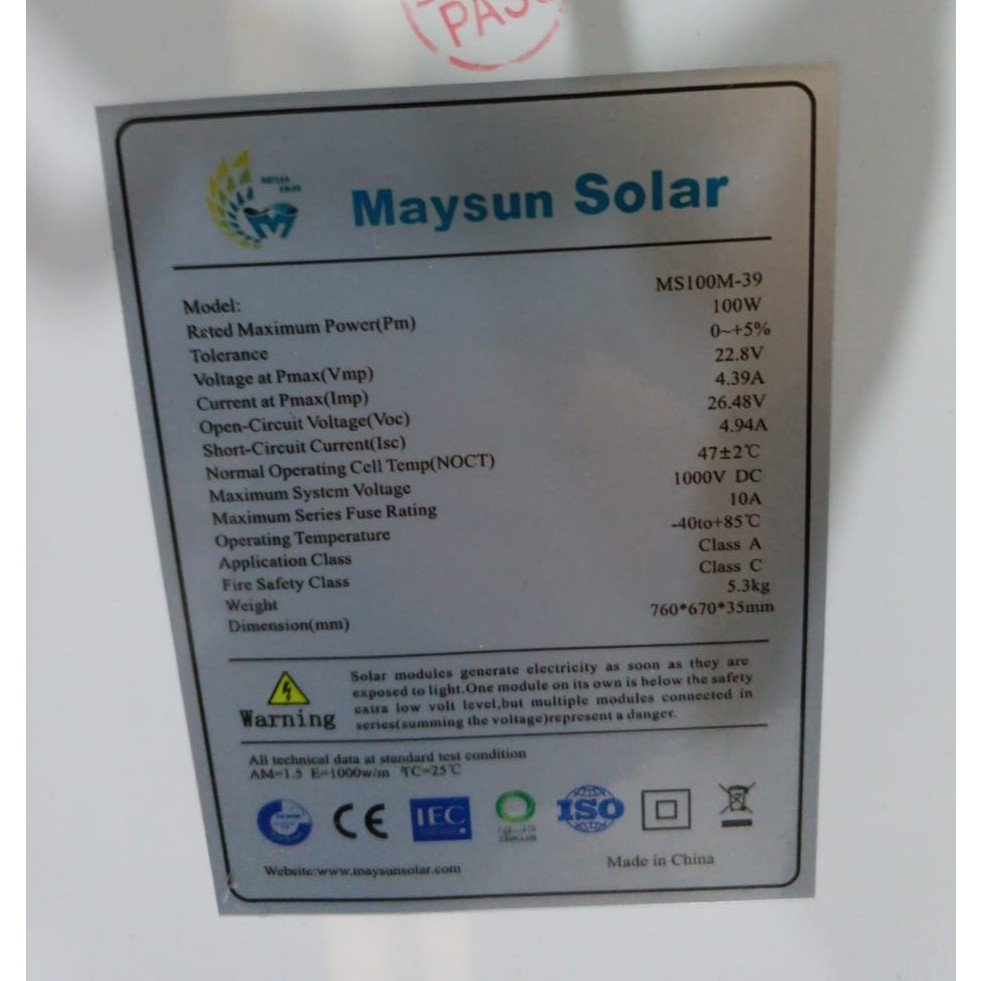 PAS
Maysun Solar
Model: MS100M-39
Rated Maximum Power(Pm) 100W
Tolerance 0~+5%
Voltage at Pmax(Vmp) 22.8V
Current at Pmax(Imp) 4.39A
Open-Circuit Voltage(Voc) 26.48V
Short-Circuit Current(Isc) 4.94A
Normal Operating Cell Temp(NOCT) 47±2℃
Maximum System Voltage 1000V DC
Maximum Series Fuse Rating 10A
Operating Temperature -40to+85℃
Application Class Class A
Fire Safety Class Class C
Weight 5.3kg
Dimension(mm) 760*670*35mm
Warning
Solar modules generate electricity as soon as they are
exposed to light.One module on its own is below the safety
extra low volt level,but multiple modules connected in
series(summing the voltage)represent a danger.
All technical data at standard test condition
AM=1.5 E=1000w/m ²TC=25℃
CE IEC ISO
Website:www.maysunsolar.com
Made in China